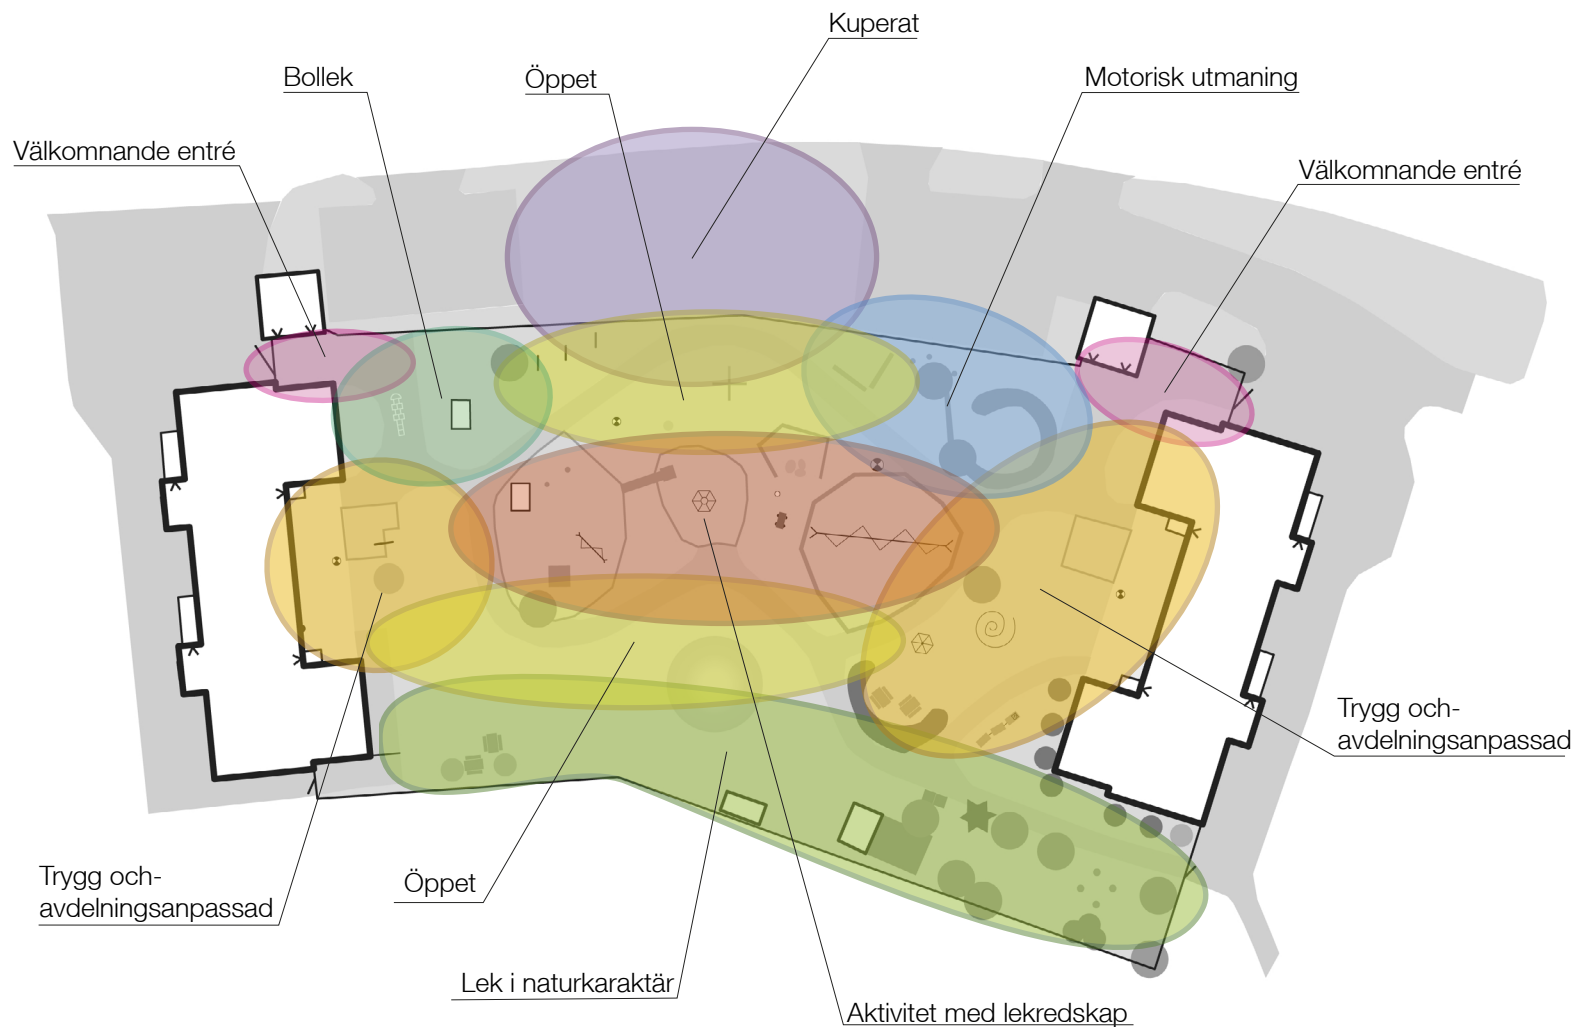 Kuperat
Bollek
Öppet
Motorisk utmaning
Välkomnande entré
Välkomnande entré
Trygg och-
avdelningsanpassad
Trygg och-
avdelningsanpassad
Öppet
Lek i naturkaraktär
Aktivitet med lekredskap